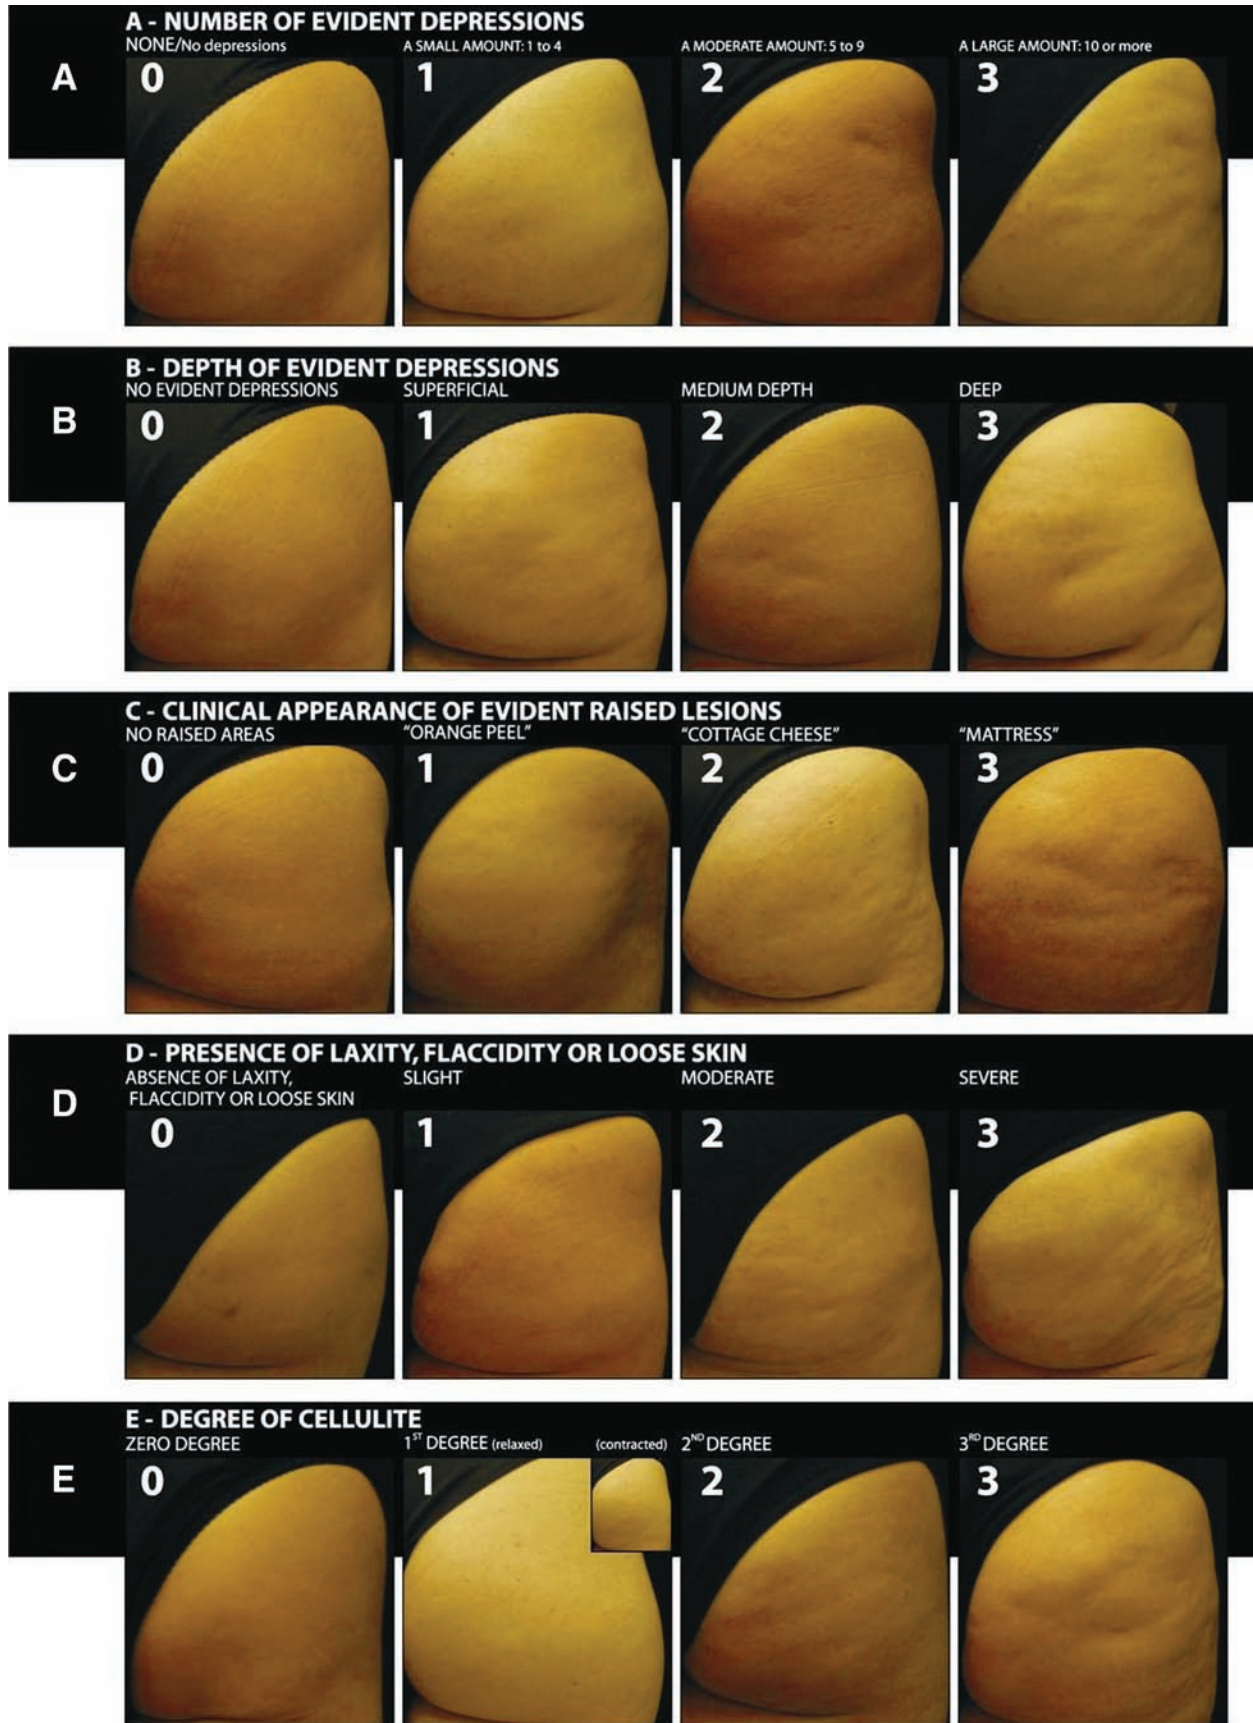 A - NUMBER OF EVIDENT DEPRESSIONS
NONE/No depressions
A SMALL AMOUNT: 1 to 4
A MODERATE AMOUNT: 5 to 9
A LARGE AMOUNT: 10 or more
A
0
1
2
3
B - DEPTH OF EVIDENT DEPRESSIONS
NO EVIDENT DEPRESSIONS
SUPERFICIAL
MEDIUM DEPTH
DEEP
B
0
1
2
3
C - CLINICAL APPEARANCE OF EVIDENT RAISED LESIONS
NO RAISED AREAS
"ORANGE PEEL"
"COTTAGE CHEESE"
"MATTRESS"
C
0
1
2
3
D - PRESENCE OF LAXITY, FLACCIDITY OR LOOSE SKIN
ABSENCE OF LAXITY,
FLACCIDITY OR LOOSE SKIN
SLIGHT
MODERATE
SEVERE
D
0
1
2
3
E - DEGREE OF CELLULITE
ZERO DEGREE
1ST DEGREE (relaxed)
(contracted)
2ND DEGREE
3RD DEGREE
E
0
1
2
3